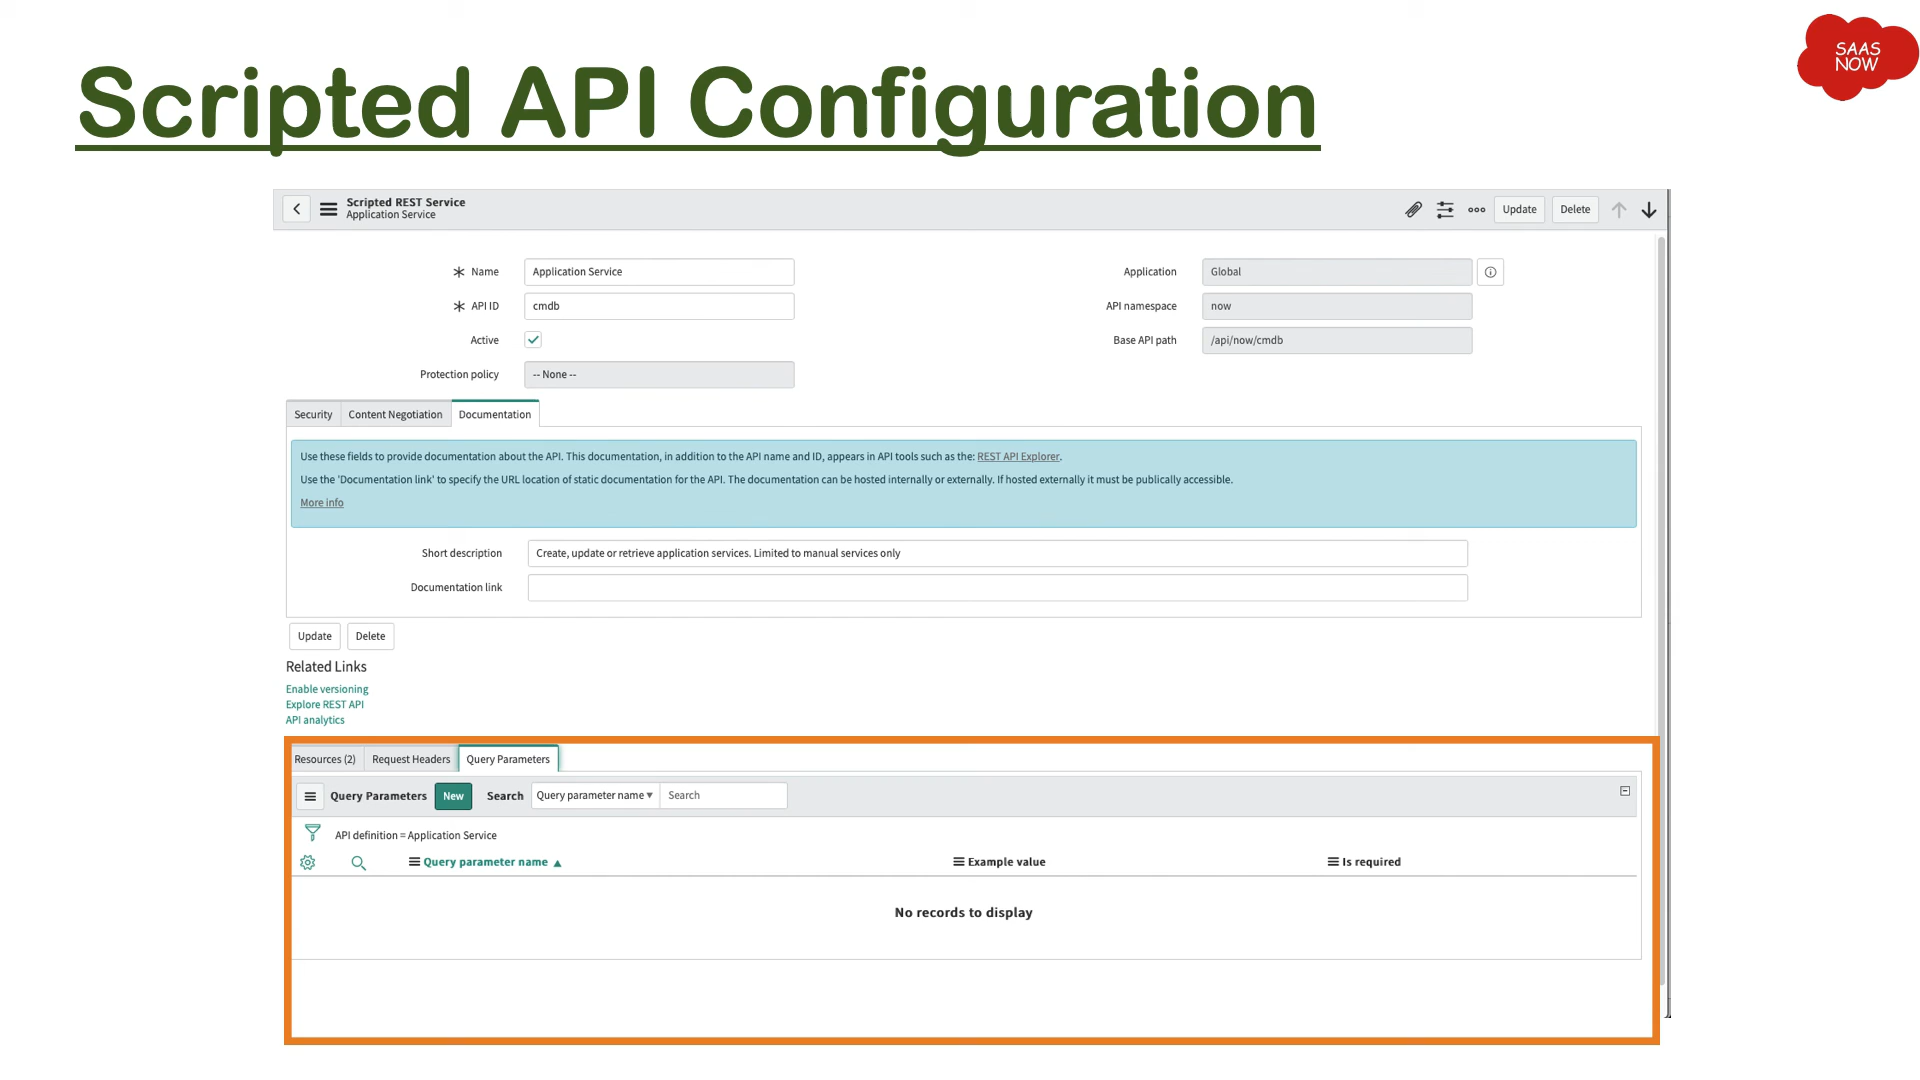 SAAS
NOW
Scripted API Configuration
Scripted REST Service
Application Service
Update
Delete
Name
Application Service
Application
Global
API ID
cmdb
API namespace
now
Active
Base API path
/api/now/cmdb
Protection policy
-- None --
Security
Content Negotiation
Documentation
Use these fields to provide documentation about the API. This documentation, in addition to the API name and ID, appears in API tools such as the: REST API Explorer.
Use the 'Documentation link' to specify the URL location of static documentation for the API. The documentation can be hosted internally or externally. If hosted externally it must be publically accessible.
More info
Short description
Create, update or retrieve application services. Limited to manual services only
Documentation link
Update
Delete
Related Links
Enable versioning
Explore REST API
API analytics
Resources (2)
Request Headers
Query Parameters
Query Parameters
New
Search
Query parameter name
Search
API definition = Application Service
Query parameter name
Example value
Is required
No records to display